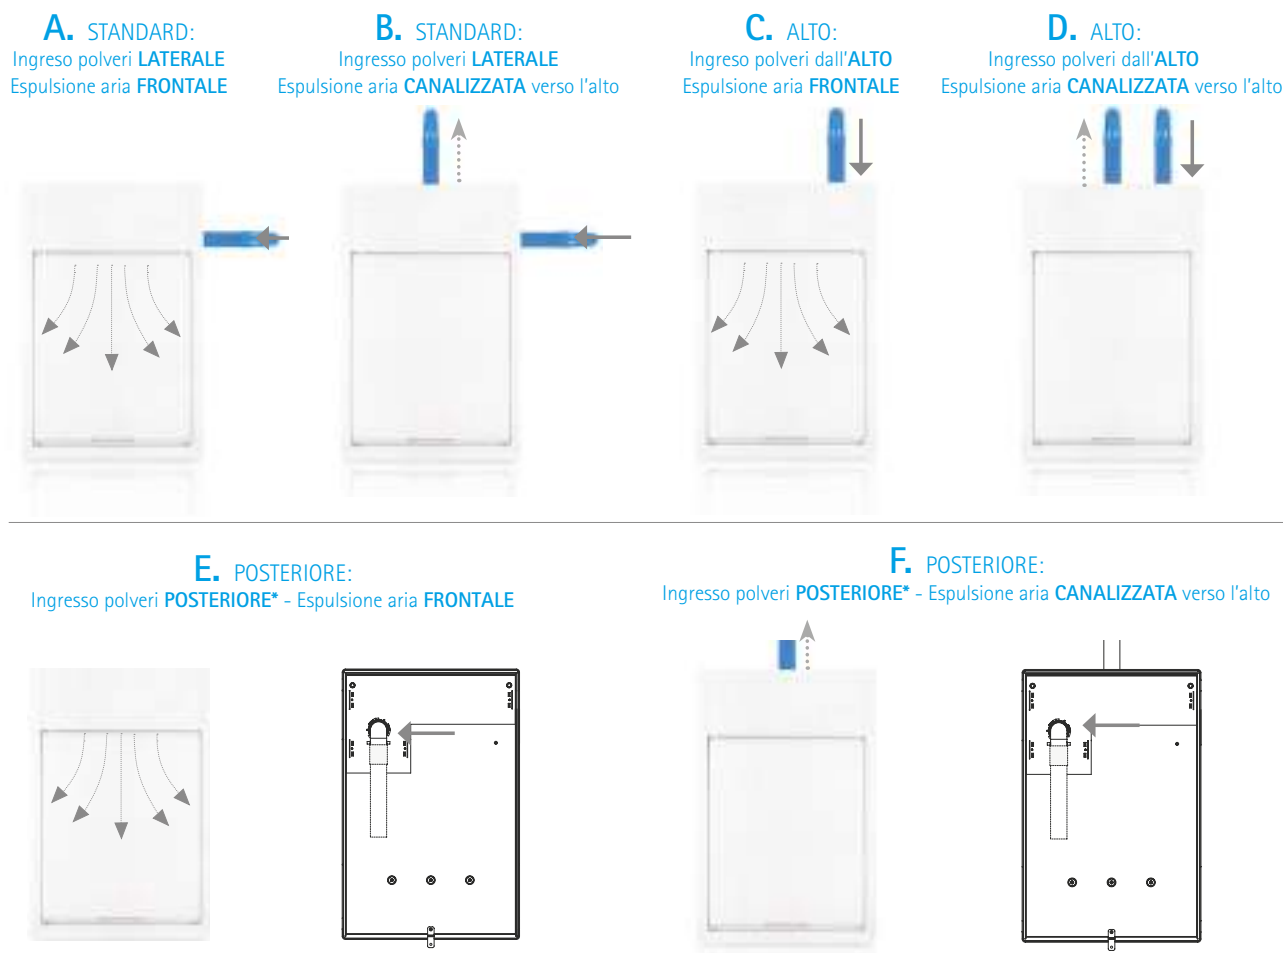 A. STANDARD:
Ingreso polveri LATERALE
Espulsione aria FRONTALE
B. STANDARD:
Ingresso polveri LATERALE
Espulsione aria CANALIZZATA verso l'alto
C. ALTO:
Ingreso polveri dall'ALTO
Espulsione aria FRONTALE
D. ALTO:
Ingresso polveri dall'ALTO
Espulsione aria CANALIZZATA verso l'alto
E. POSTERIORE:
Ingresso polveri POSTERIORE* - Espulsione aria FRONTALE
F. POSTERIORE:
Ingresso polveri POSTERIORE* - Espulsione aria CANALIZZATA verso l'alto